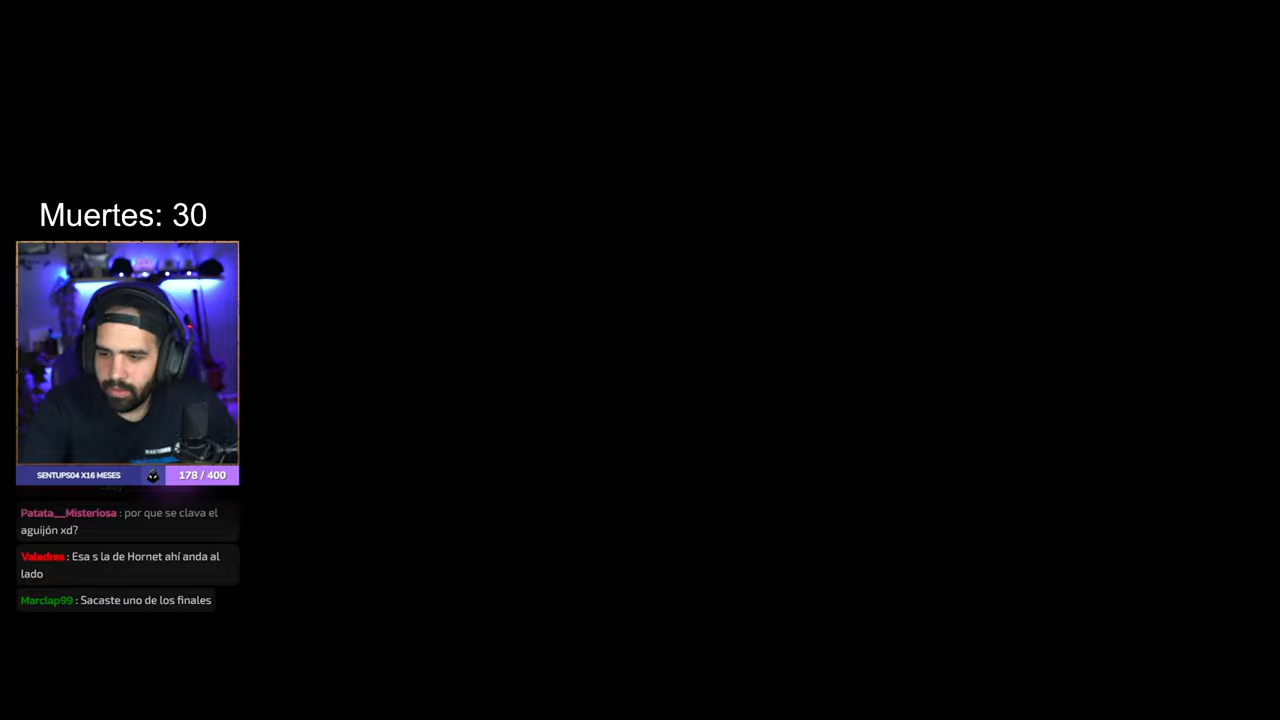 Muertes: 30
SENTUPS04 X16 MESES
178 / 400
Patata__Misteriosa : por que se clava el
aguijón xd?
Valedres : Esa s la de Hornet ahí anda al
lado
Marclap99 : Sacaste uno de los finales